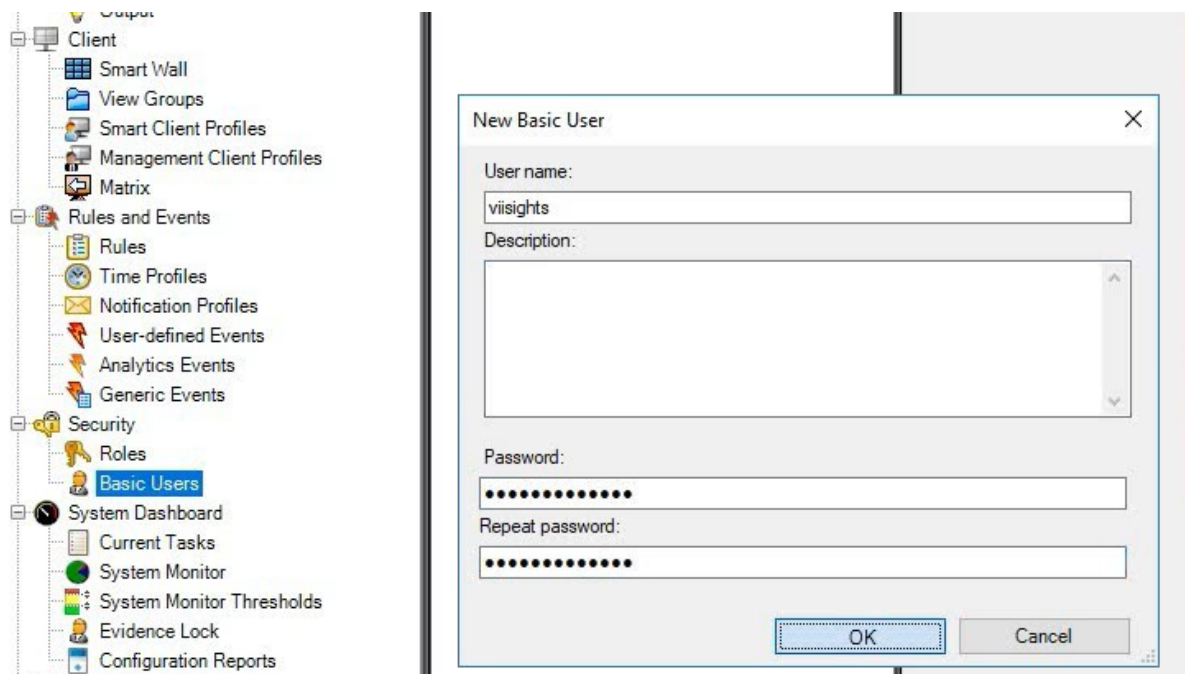 Output
Client
Smart Wall
View Groups
Smart Client Profiles
Management Client Profiles
Matrix
Rules and Events
Rules
Time Profiles
Notification Profiles
User-defined Events
Analytics Events
Generic Events
Security
Roles
Basic Users
System Dashboard
Current Tasks
System Monitor
System Monitor Thresholds
Evidence Lock
Configuration Reports
New Basic User
User name:
viisights
Description:
Password:
•••••••••••••
Repeat password:
•••••••••••••
OK
Cancel